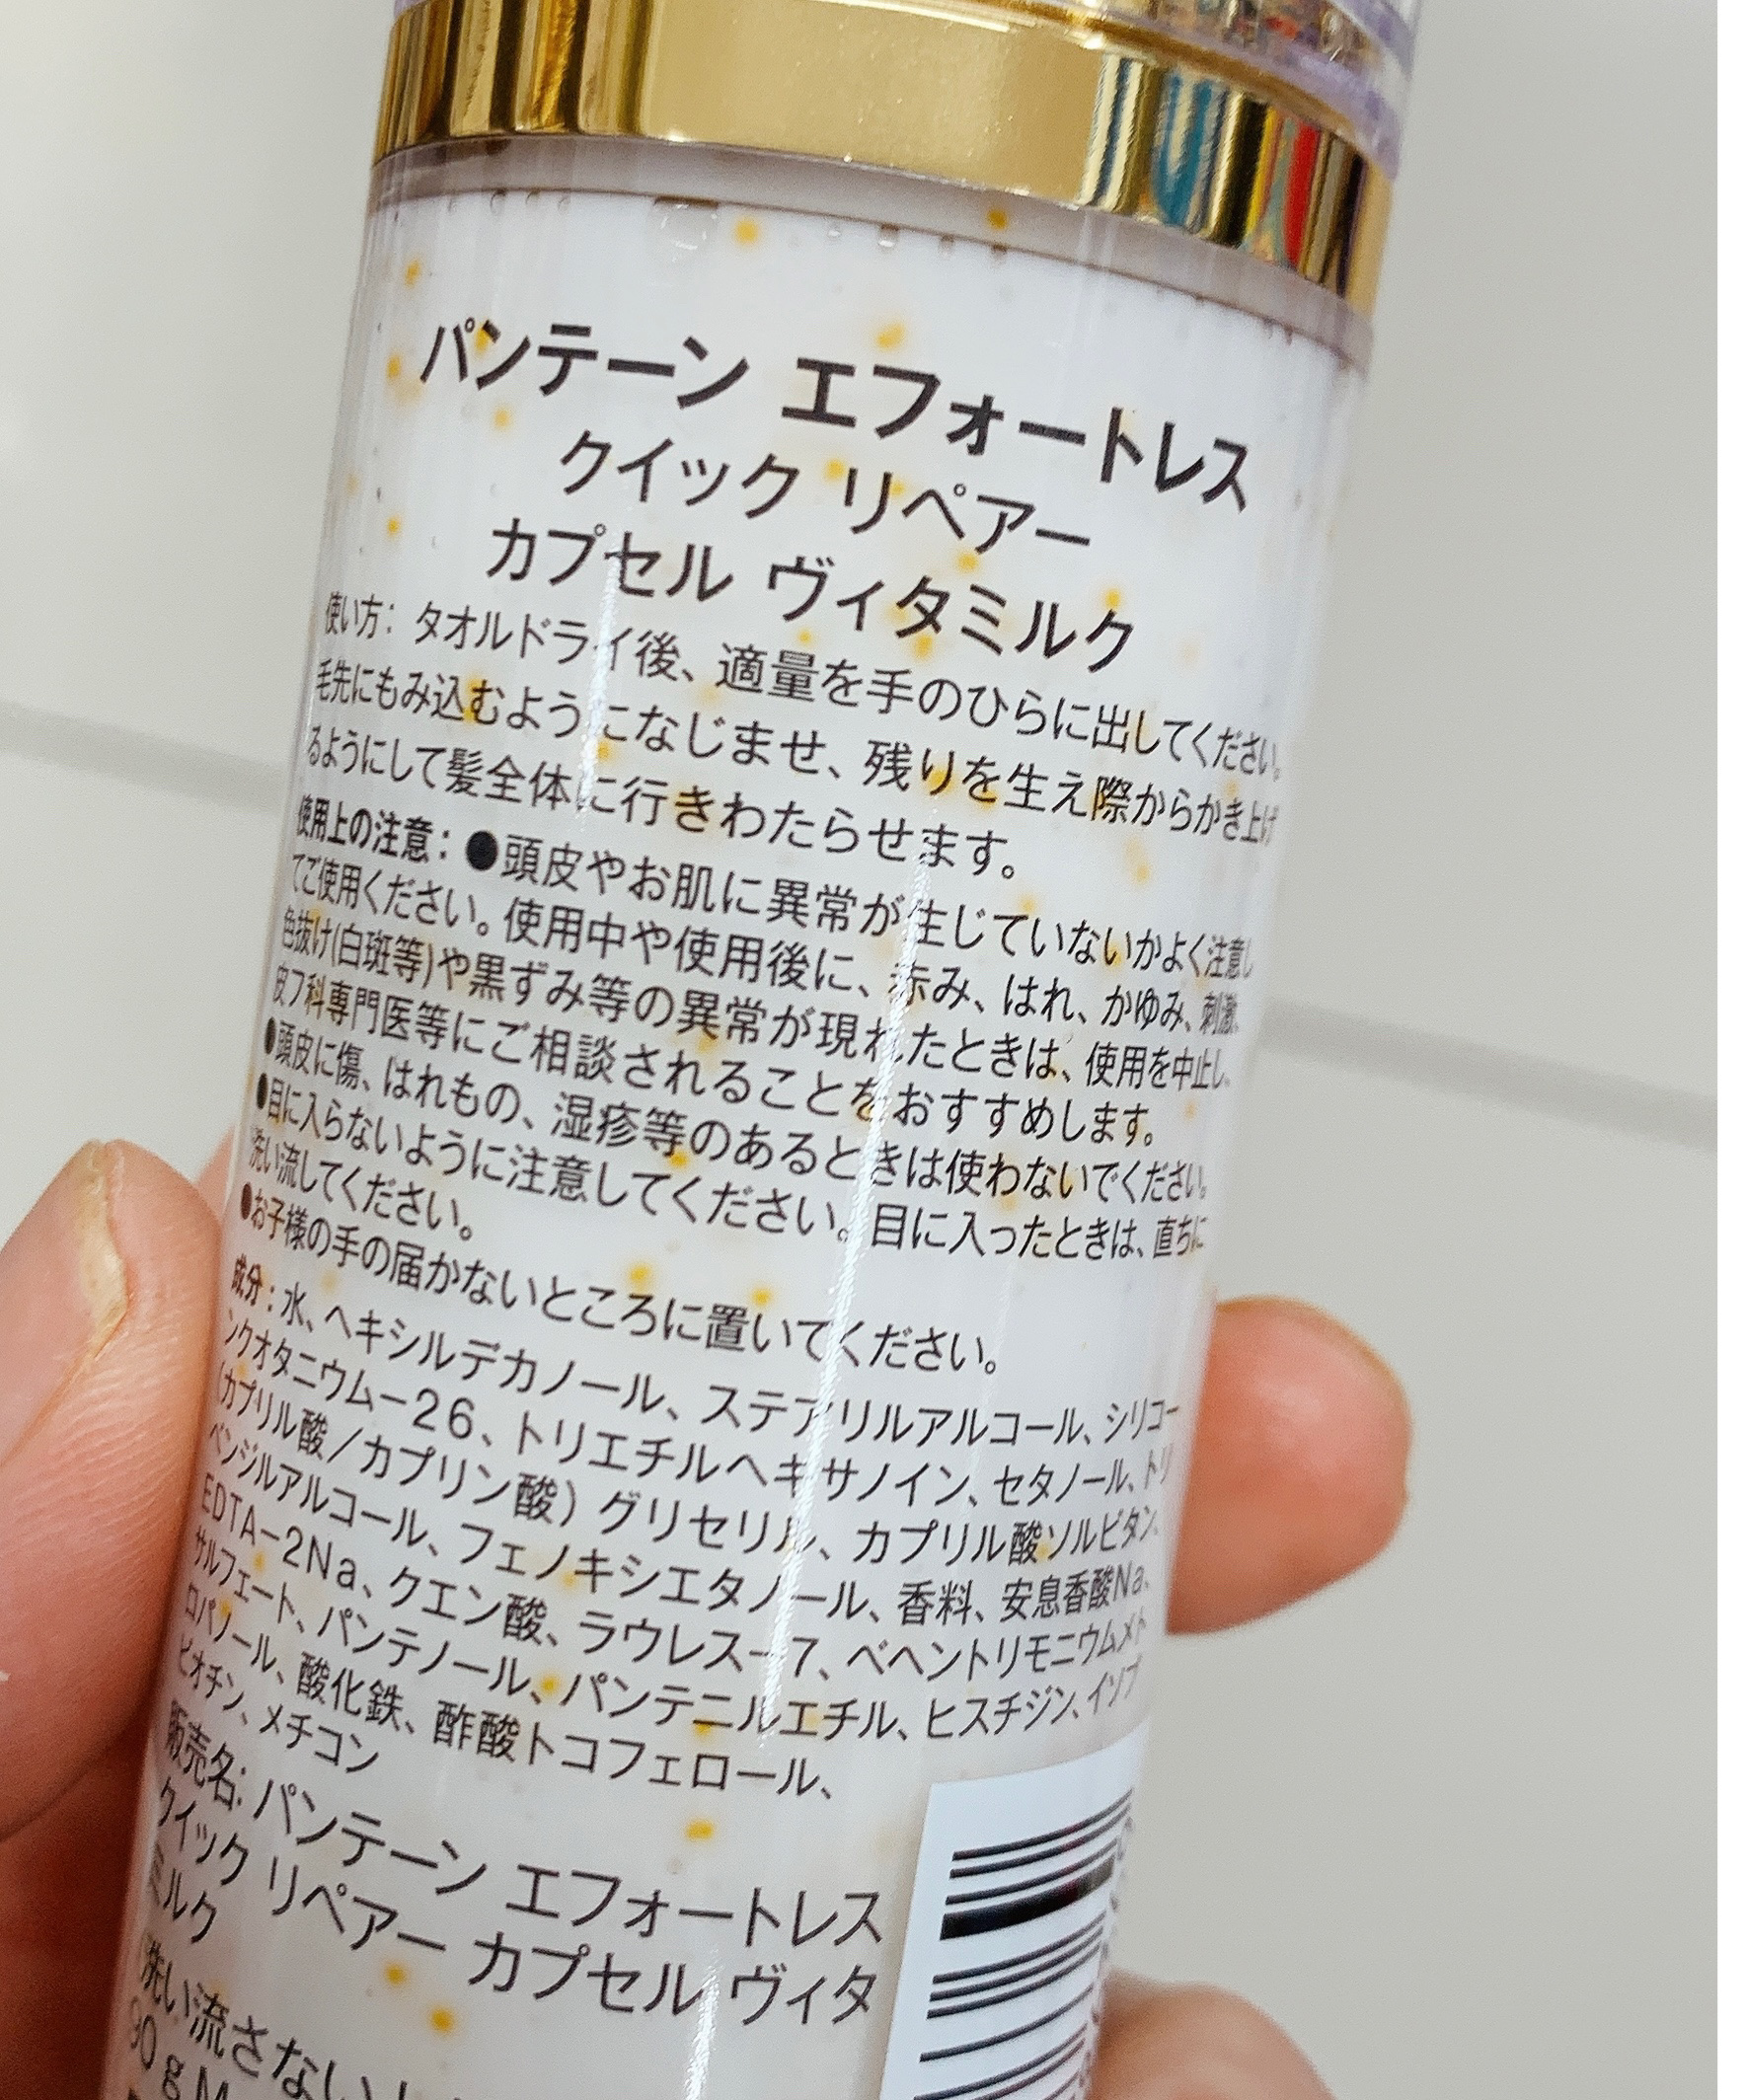 パンテーン エフォートレス
クイック リペアー
カプセル ヴィタミルク
使い方：タオルドライ後、適量を手のひらに出してください。
毛先にもみ込むようになじませ、残りを生え際からかき上げ
るようにして髪全体に行きわたらせます。
使用上の注意：●頭皮やお肌に異常が生じていないかよく注意し
てご使用ください。使用中や使用後に、赤み、はれ、かゆみ、刺激、
色抜け(白斑等)や黒ずみ等の異常が現れたときは、使用を中止し、
皮フ科専門医等にご相談されることをおすすめします。
●頭皮に傷、はれもの、湿疹等のあるときは使わないでください。
●目に入らないように注意してください。目に入ったときは、直ちに
洗い流してください。
●お子様の手の届かないところに置いてください。
成分：水、ヘキシルデカノール、ステアリルアルコール、シリコー
ンクオタニウム－26、トリエチルヘキサノイン、セタノール、トリ
(カプリル酸／カプリン酸) グリセリル、カプリル酸ソルビタン、
ベンジルアルコール、フェノキシエタノール、香料、安息香酸Na、
EDTA－2Na、クエン酸、ラウレス－7、ベヘントリモニウムメト
サルフェート、パンテノール、パンテニルエチル、ヒスチジン、イソプ
ロパノール、酸化鉄、酢酸トコフェロール、
ビオチン、メチコン
販売名：パンテーン エフォートレス
クイック リペアー カプセル ヴィタ
ミルク
洗い流さない
90 g